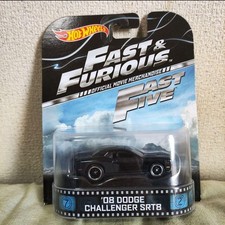 HOT WHEELS
FAST & FURIOUS
OFFICIAL MOVIE MERCHANDISE
FAST FIVE
'08 DODGE
CHALLENGER SRT8